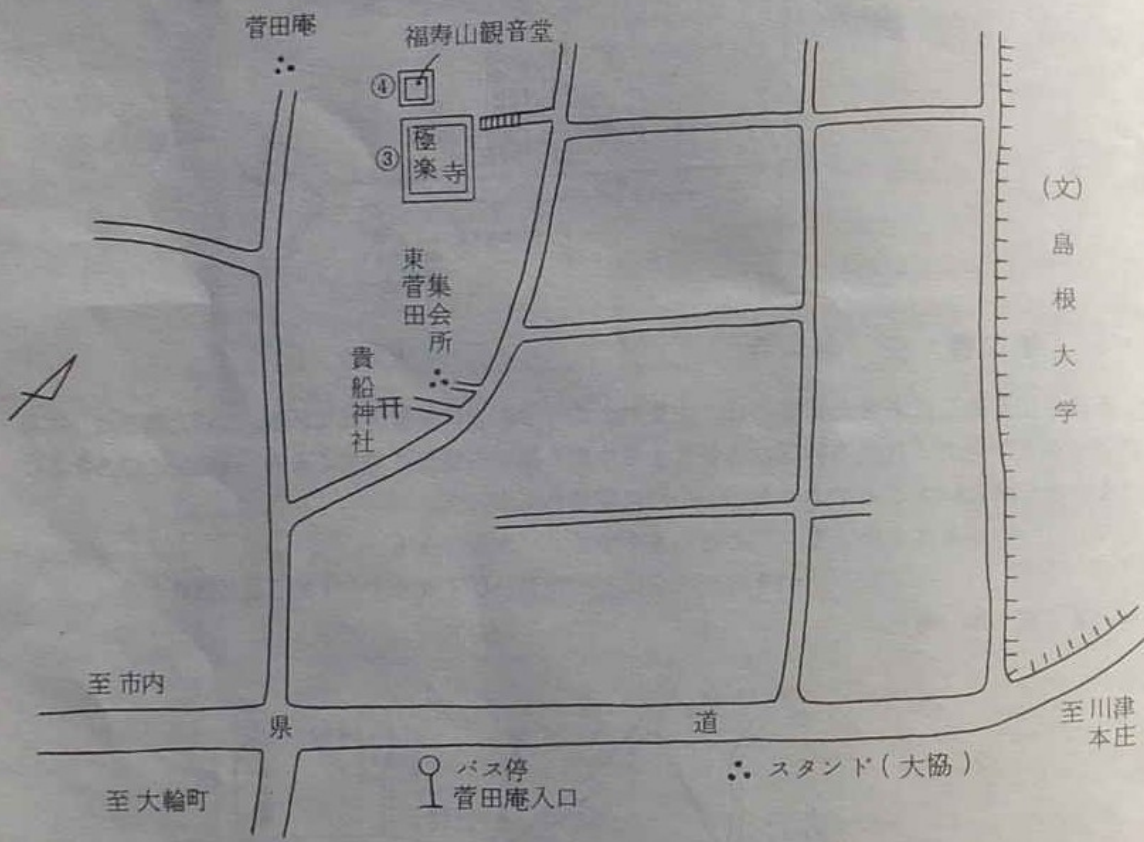 菅田庵
福寿山観音堂
④
③
極楽寺
東菅田
集会所
貴船神社
(文)島根大学
至 市内
県道
至 川津
本庄
至 大輪町
バス停
菅田庵入口
スタンド(大協)